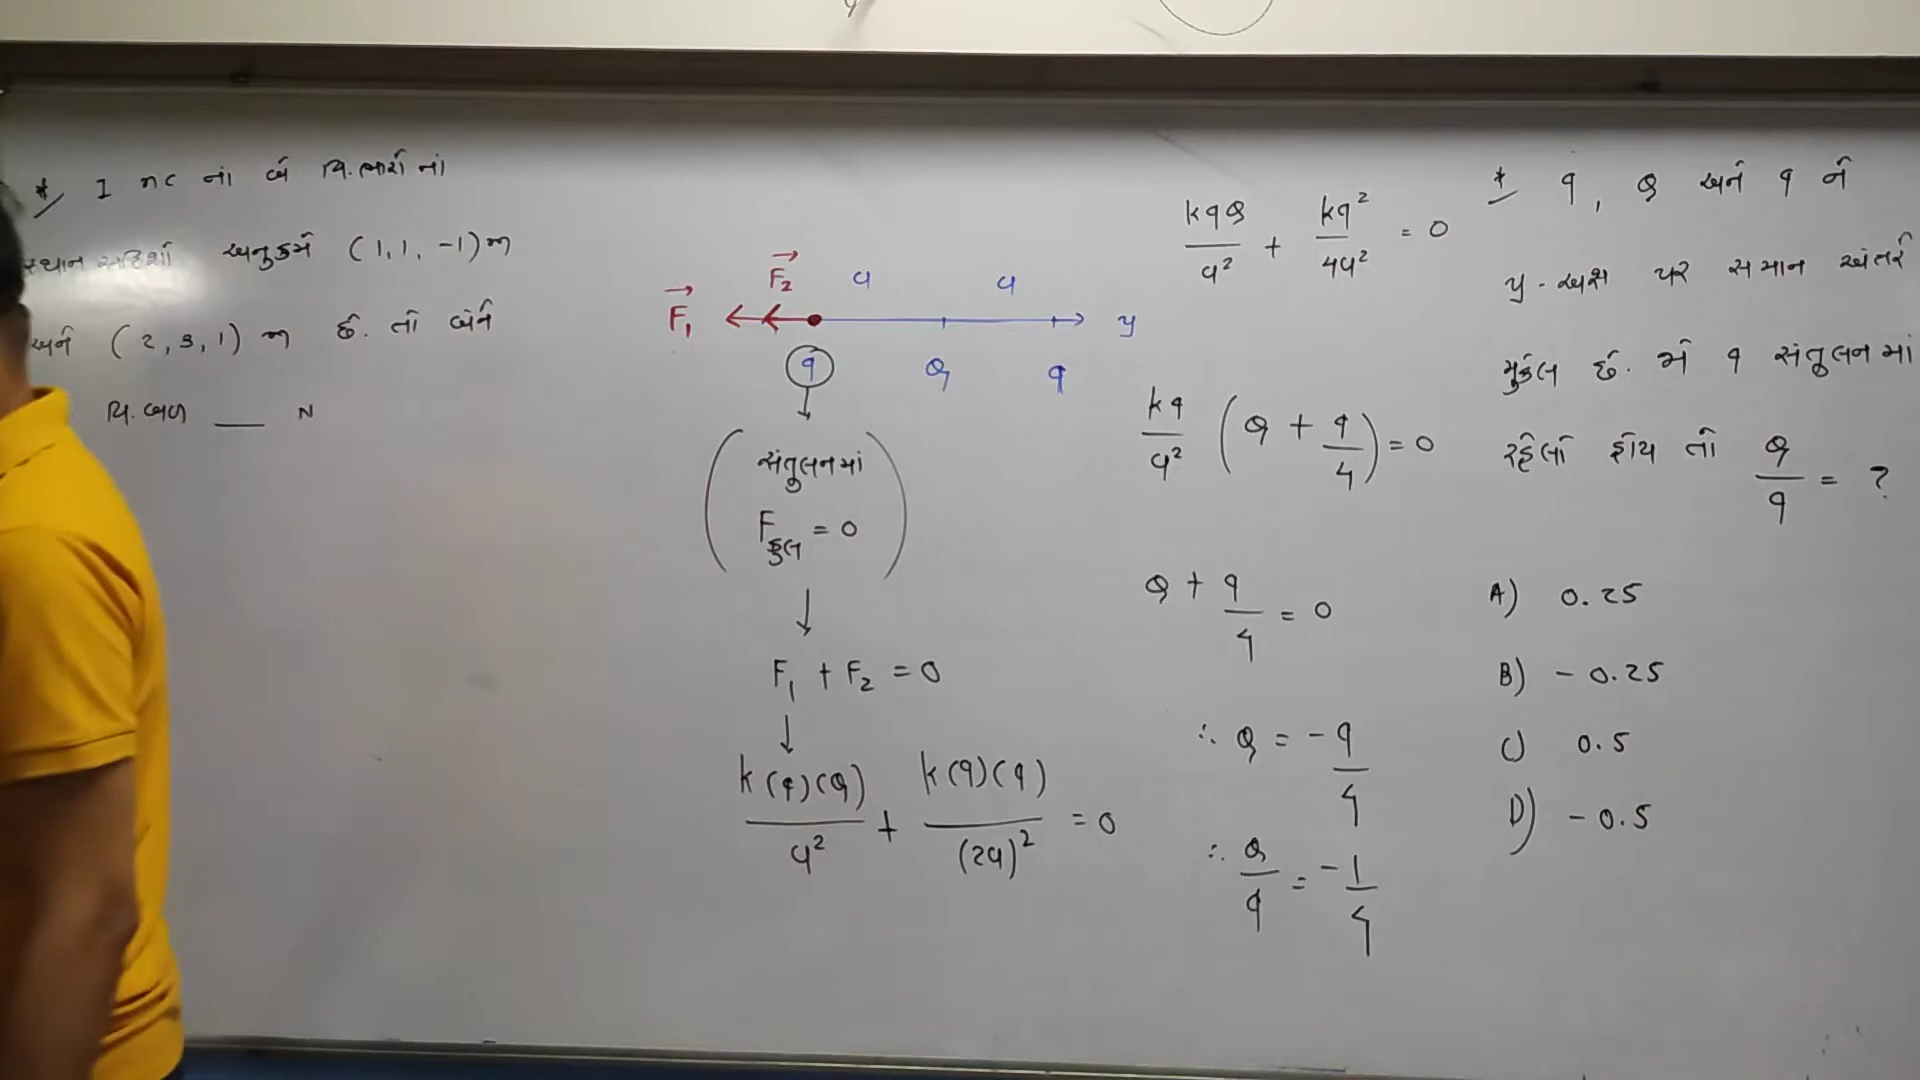 * 1 nc નાં બે વિ.ભારો નાં
સ્થાન સદિશો અનુક્રમે (1, 1, -1) m
અને (2, 3, 1) m છે. તો બંને
વિ.બળ ___ N
F₁ F₂ a a y
q Q q
સંતુલનમાં
F કુલ = 0
F₁ + F₂ = 0
k(q)(Q)/a² + k(q)(q)/(2a)² = 0
kqQ/a² + kq²/4a² = 0
kq/a² (Q + q/4) = 0
Q + q/4 = 0
∴ Q = -q/4
∴ Q/q = -1/4
* q, Q અને q ને
y-અક્ષ પર સમાન અંતરે
મુકેલ છે. જો q સંતુલનમાં
રહેલો હોય તો Q/q = ?
A) 0.25
B) -0.25
C) 0.5
D) -0.5